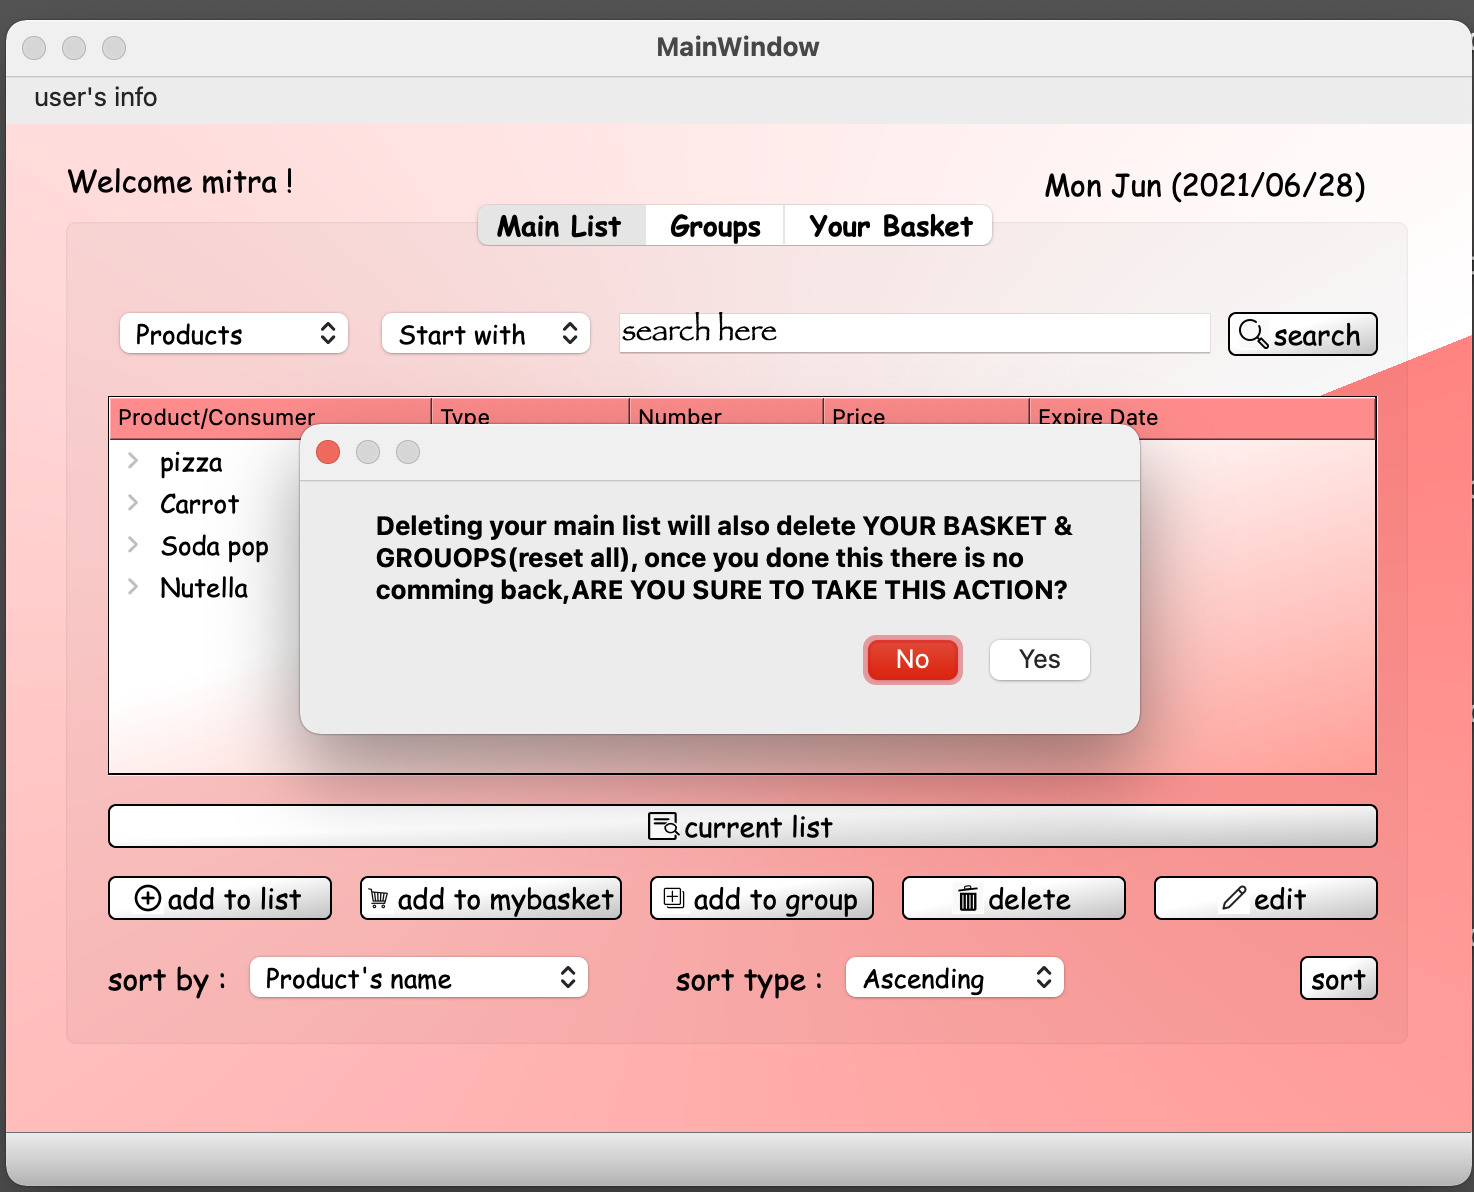 MainWindow
user's info
Welcome mitra !
Mon Jun (2021/06/28)
Main List
Groups
Your Basket
Products
Start with
search here
search
Product/Consumer
Type
Number
Price
Expire Date
pizza
Carrot
Soda pop
Nutella
Deleting your main list will also delete YOUR BASKET &
GROUOPS(reset all), once you done this there is no
comming back,ARE YOU SURE TO TAKE THIS ACTION?
No
Yes
current list
add to list
add to mybasket
add to group
delete
edit
sort by :
Product's name
sort type :
Ascending
sort